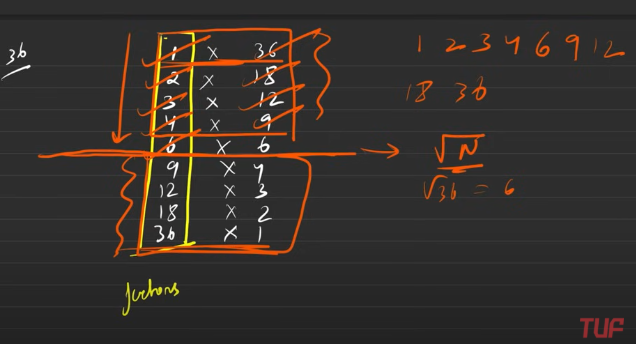 36
1 × 36
2 × 18
3 × 12
4 × 9
6 × 6
9 × 4
12 × 3
18 × 2
36 × 1
factors
1 2 3 4 6 9 12
18 36
√N
√36 = 6
TUF